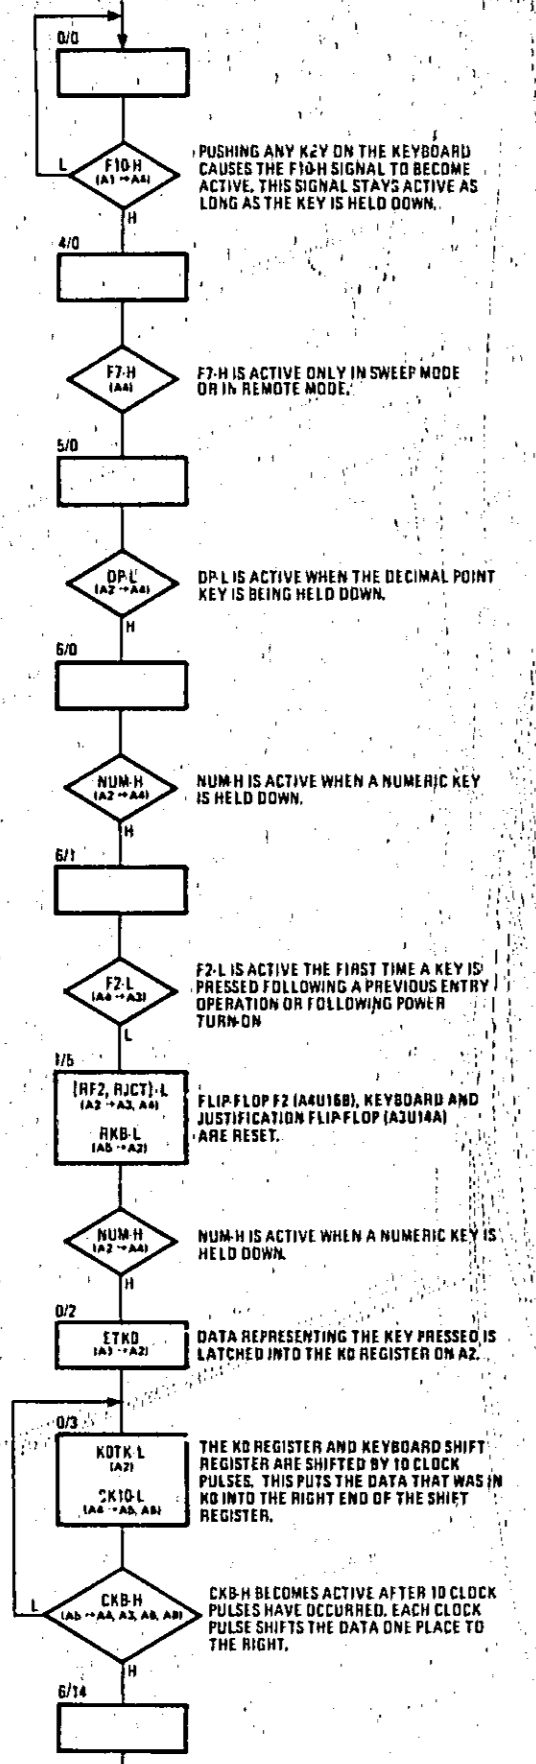 0/0
F10-H
(A1→A4)
L
H
PUSHING ANY KEY ON THE KEYBOARD
CAUSES THE F10-H SIGNAL TO BECOME
ACTIVE. THIS SIGNAL STAYS ACTIVE AS
LONG AS THE KEY IS HELD DOWN.
4/0
F7-H
(A4)
F7-H IS ACTIVE ONLY IN SWEEP MODE
OR IN REMOTE MODE.
5/0
DP-L
(A2→A4)
H
DP-L IS ACTIVE WHEN THE DECIMAL POINT
KEY IS BEING HELD DOWN.
6/0
NUM-H
(A2→A4)
H
NUM-H IS ACTIVE WHEN A NUMERIC KEY
IS HELD DOWN.
6/1
F2-L
(A4→A3)
L
F2-L IS ACTIVE THE FIRST TIME A KEY IS
PRESSED FOLLOWING A PREVIOUS ENTRY
OPERATION OR FOLLOWING POWER
TURN-ON
(RF2, RJCT)-L
(A2→A3, A4)
RKB-L
(A5→A2)
FLIP-FLOP F2 (A4U16B), KEYBOARD AND
JUSTIFICATION FLIP-FLOP (A3U14A)
ARE RESET.
NUM-H
(A2→A4)
H
NUM-H IS ACTIVE WHEN A NUMERIC KEY IS
HELD DOWN.
0/2
ETKD
(A3→A2)
DATA REPRESENTING THE KEY PRESSED IS
LATCHED INTO THE KD REGISTER ON A2.
0/3
KDTK-L
(A2)
SK10-L
THE KD REGISTER AND KEYBOARD SHIFT
REGISTER ARE SHIFTED BY 10 CLOCK
PULSES. THIS PUTS THE DATA THAT WAS IN
KD INTO THE RIGHT END OF THE SHIFT
REGISTER.
L
CKB-H
H
CKB-H BECOMES ACTIVE AFTER 10 CLOCK
PULSES HAVE OCCURRED. EACH CLOCK
PULSE SHIFTS THE DATA ONE PLACE TO
THE RIGHT.
6/14